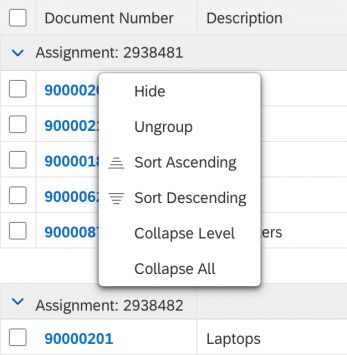 Document Number Description
Assignment: 2938481
Hide
Ungroup
Sort Ascending
Sort Descending
Collapse Level
Collapse All
Assignment: 2938482
90000201 Laptops